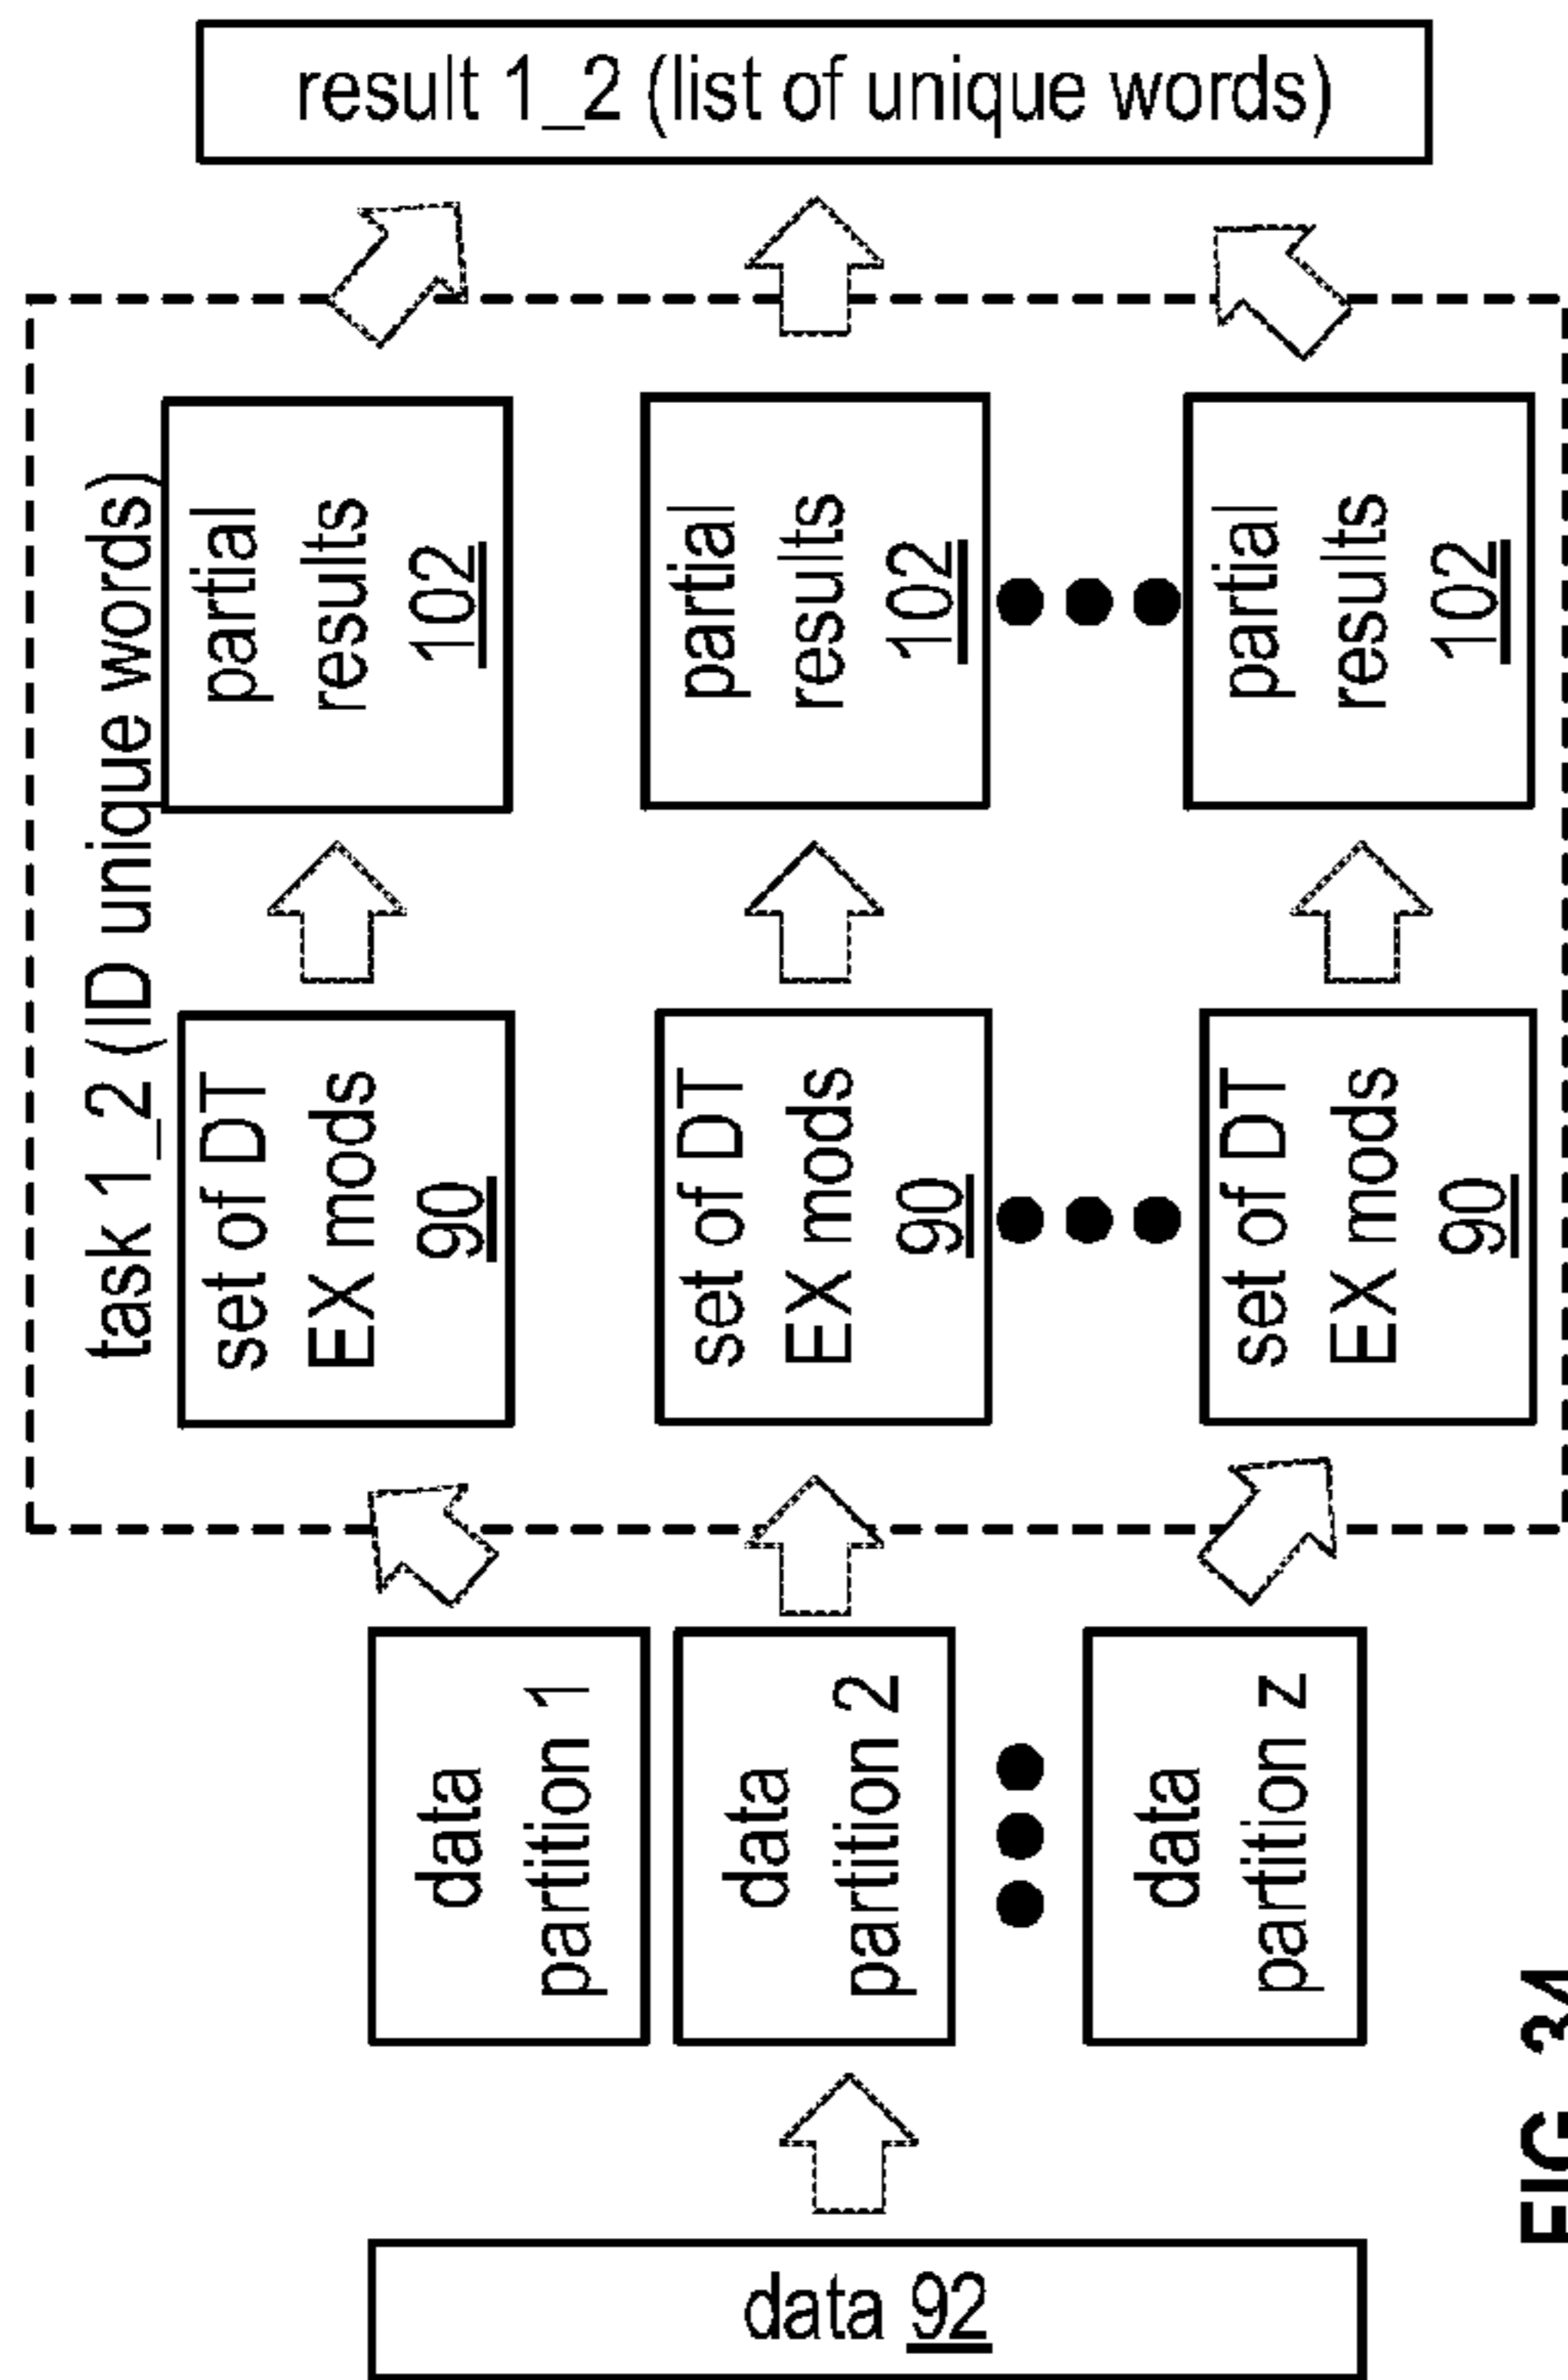 task 1_2 (ID unique words)
data 92
data
partition 1
set of DT
EX mods
90
partial
results
102
data
partition 2
set of DT
EX mods
90
partial
results
102
data
partition z
set of DT
EX mods
90
partial
results
102
result 1_2 (list of unique words)
FIG. 34